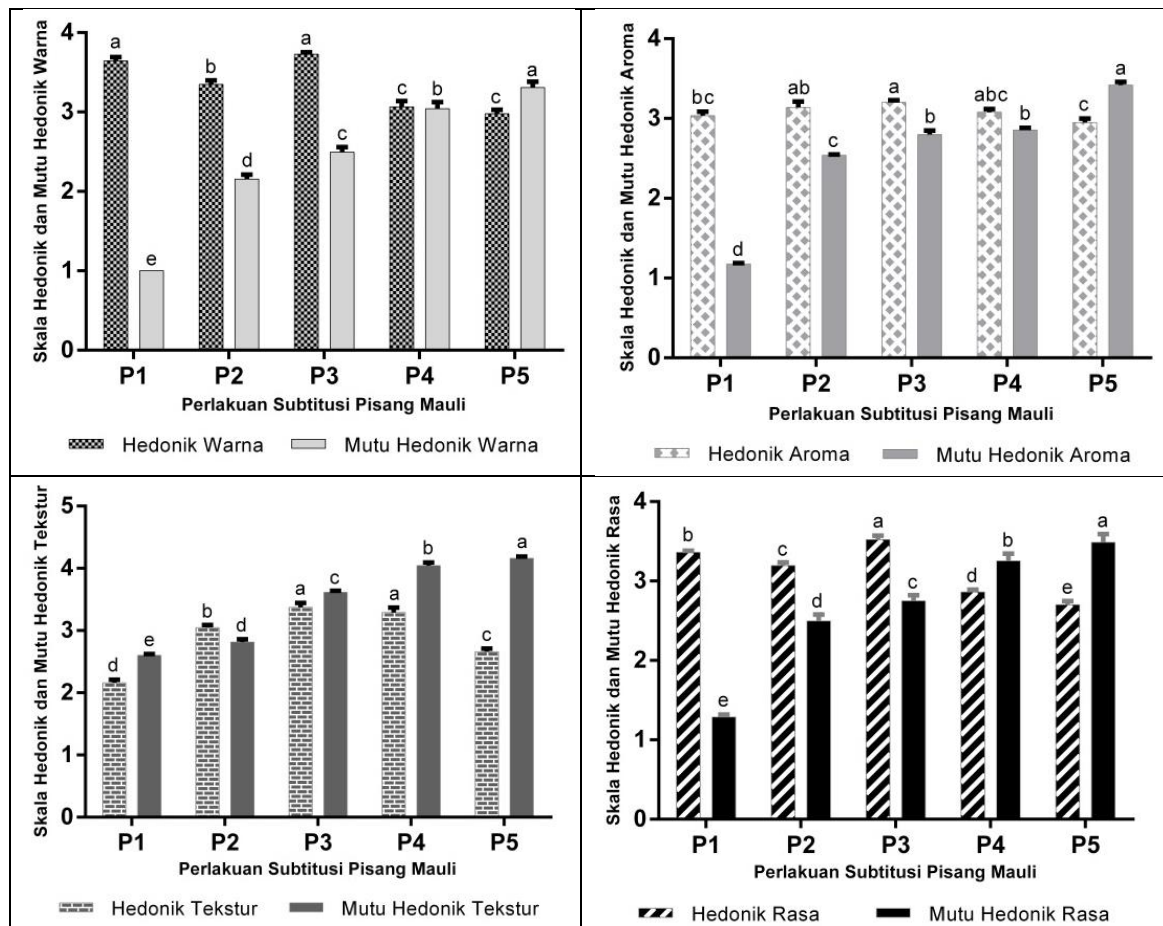 Skala Hedonik dan Mutu Hedonik Warna
4
3
2
1
0
a
e
b
d
a
c
c
b
c
a
P1 P2 P3 P4 P5
Perlakuan Subtitusi Pisang Mauli
Hedonik Warna Mutu Hedonik Warna
Skala Hedonik dan Mutu Hedonik Aroma
4
3
2
1
0
bc
d
ab
c
a
b
abc
b
c
a
P1 P2 P3 P4 P5
Perlakuan Subtitusi Pisang Mauli
Hedonik Aroma Mutu Hedonik Aroma
Skala Hedonik dan Mutu Hedonik Tekstur
5
4
3
2
1
0
d
e
b
d
a
c
a
b
c
a
P1 P2 P3 P4 P5
Perlakuan Subtitusi Pisang Mauli
Hedonik Tekstur Mutu Hedonik Tekstur
Skala Hedonik dan Mutu Hedonik Rasa
4
3
2
1
0
b
e
c
d
a
c
d
b
e
a
P1 P2 P3 P4 P5
Perlakuan Subtitusi Pisang Mauli
Hedonik Rasa Mutu Hedonik Rasa